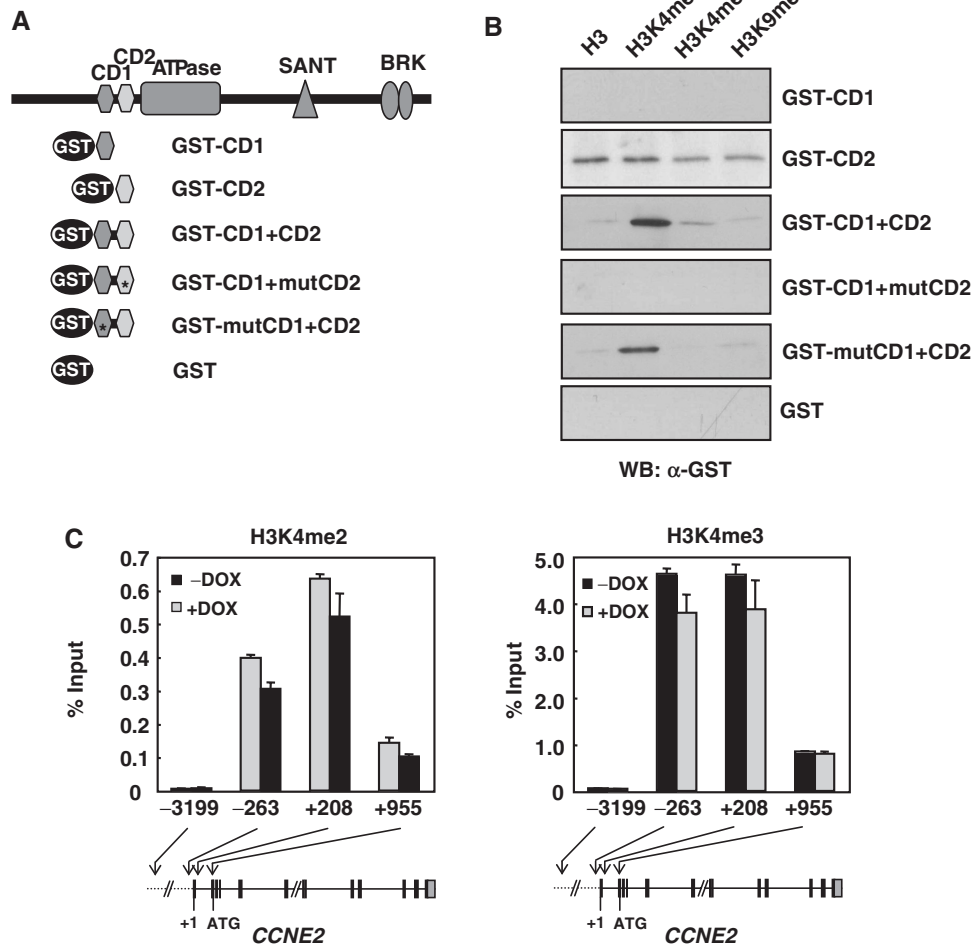 A
CD1
CD2
ATPase
SANT
BRK
GST GST-CD1
GST GST-CD2
GST GST-CD1+CD2
GST GST-CD1+mutCD2
*
GST GST-mutCD1+CD2
*
GST GST
B
H3
GST-CD1
GST-CD2
GST-CD1+CD2
GST-CD1+mutCD2
GST-mutCD1+CD2
GST
WB: α-GST
C
H3K4me2
% Input
0.7
0.6
0.5
0.4
0.3
0.2
0.1
0
–DOX
+DOX
–3199 –263 +208 +955
+1 ATG
CCNE2
H3K4me3
% Input
5.0
4.0
3.0
2.0
1.0
0
–DOX
+DOX
–3199 –263 +208 +955
+1 ATG
CCNE2